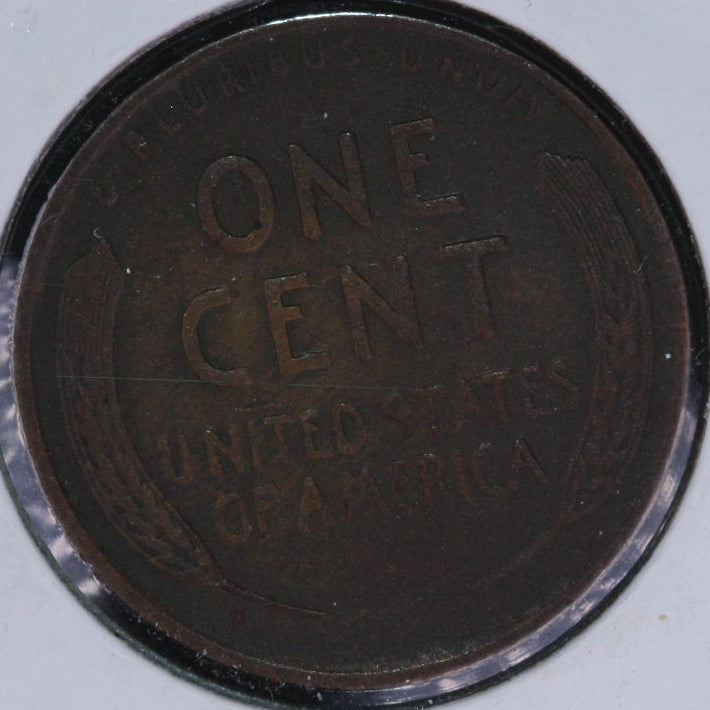 E PLURIBUS UNUM
ONE
CENT
UNITED STATES
OF AMERICA